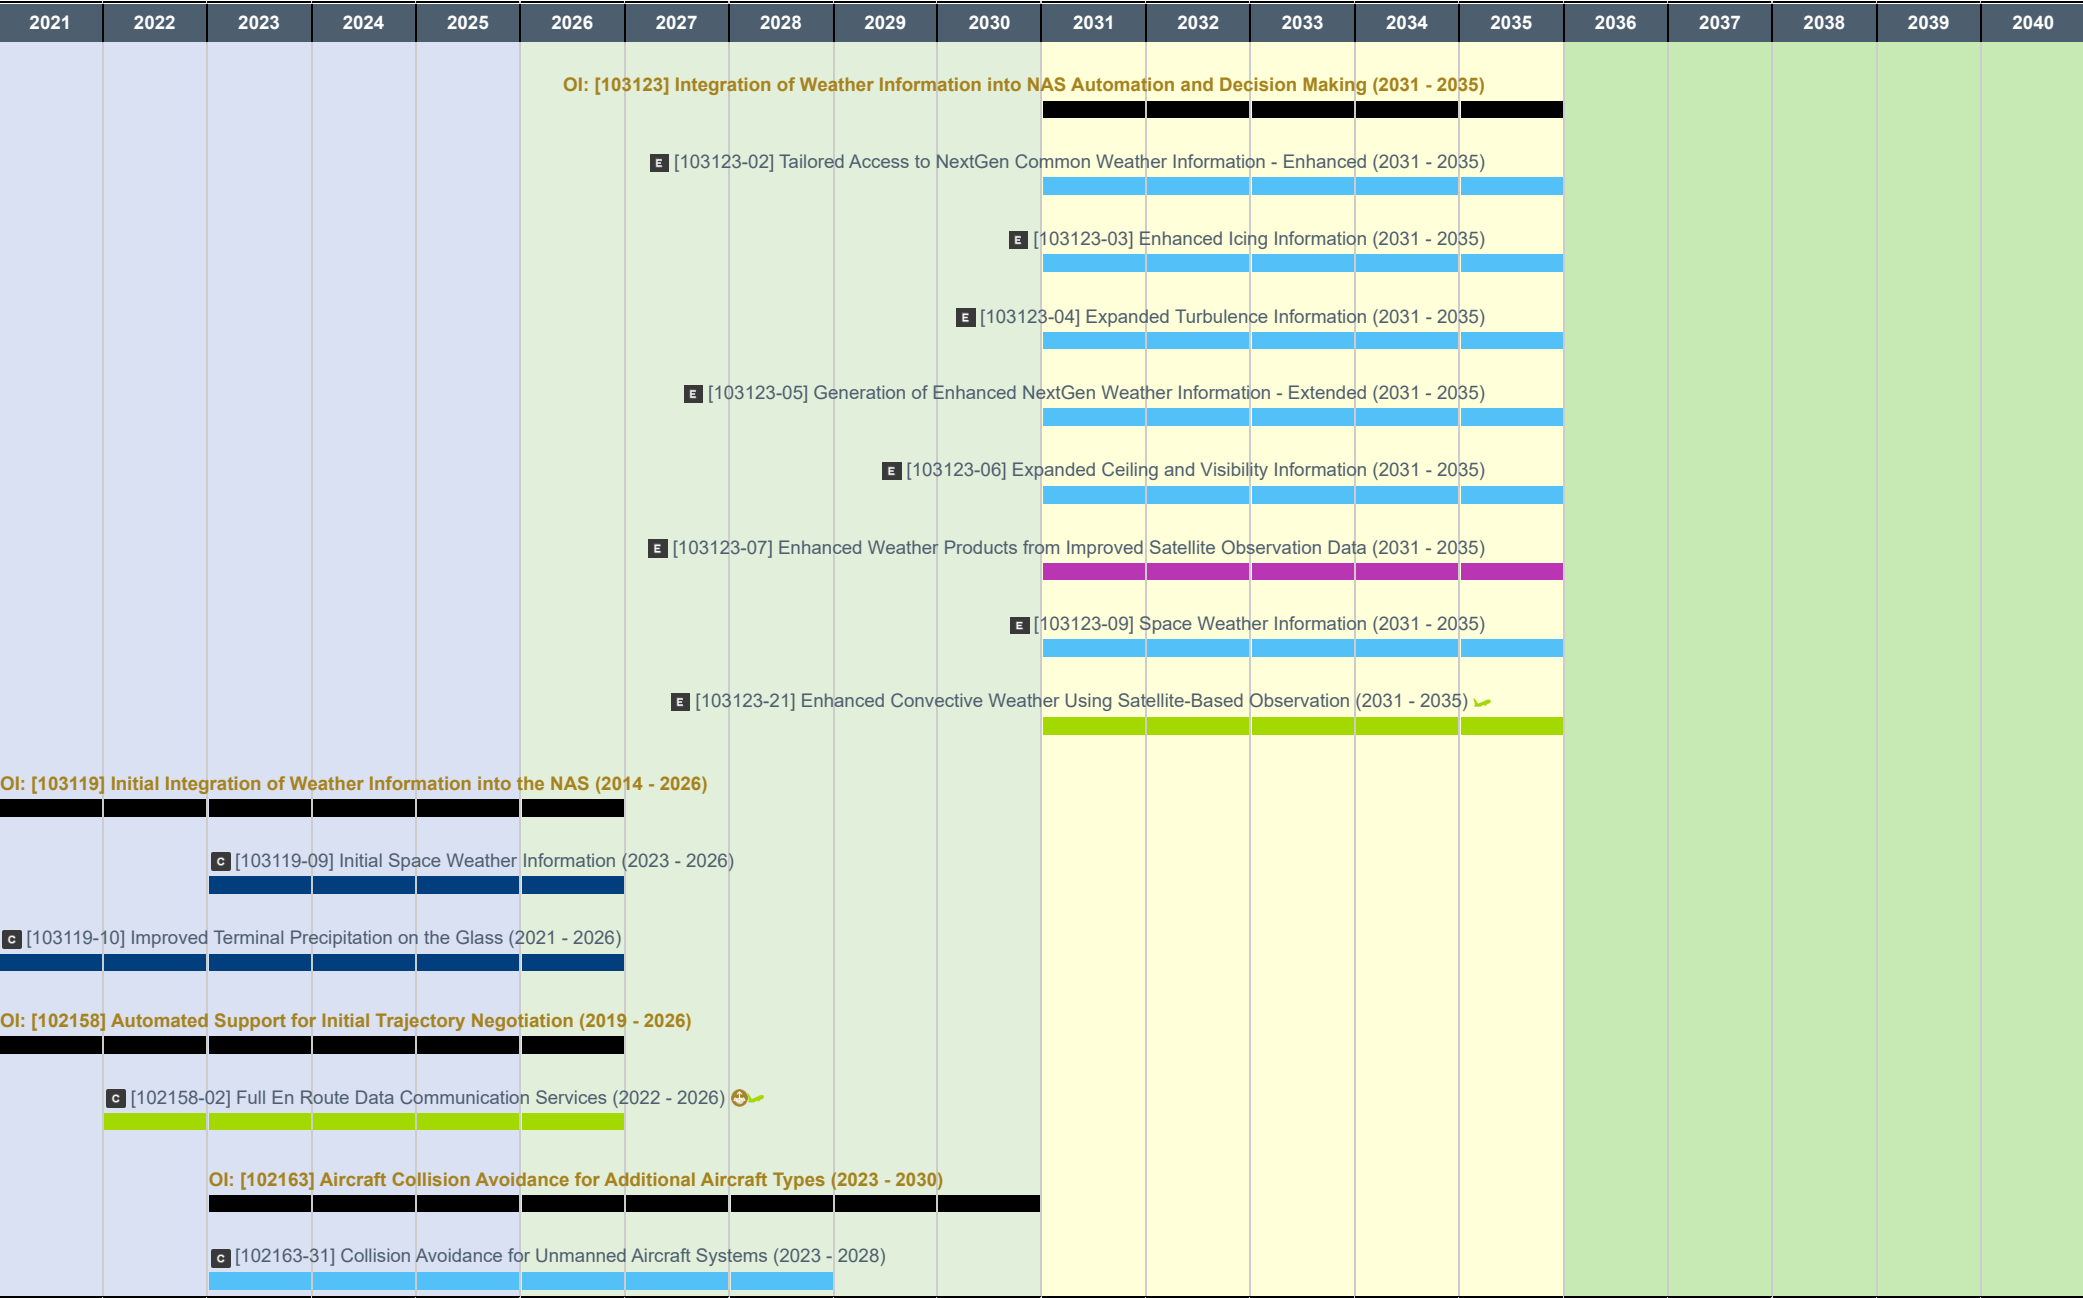 2021 2022 2023 2024 2025 2026 2027 2028 2029 2030 2031 2032 2033 2034 2035 2036 2037 2038 2039 2040
OI: [103123] Integration of Weather Information into NAS Automation and Decision Making (2031 - 2035)
E [103123-02] Tailored Access to NextGen Common Weather Information - Enhanced (2031 - 2035)
E [103123-03] Enhanced Icing Information (2031 - 2035)
E [103123-04] Expanded Turbulence Information (2031 - 2035)
E [103123-05] Generation of Enhanced NextGen Weather Information - Extended (2031 - 2035)
E [103123-06] Expanded Ceiling and Visibility Information (2031 - 2035)
E [103123-07] Enhanced Weather Products from Improved Satellite Observation Data (2031 - 2035)
E [103123-09] Space Weather Information (2031 - 2035)
E [103123-21] Enhanced Convective Weather Using Satellite-Based Observation (2031 - 2035)
OI: [103119] Initial Integration of Weather Information into the NAS (2014 - 2026)
C [103119-09] Initial Space Weather Information (2023 - 2026)
C [103119-10] Improved Terminal Precipitation on the Glass (2021 - 2026)
OI: [102158] Automated Support for Initial Trajectory Negotiation (2019 - 2026)
C [102158-02] Full En Route Data Communication Services (2022 - 2026)
OI: [102163] Aircraft Collision Avoidance for Additional Aircraft Types (2023 - 2030)
C [102163-31] Collision Avoidance for Unmanned Aircraft Systems (2023 - 2028)